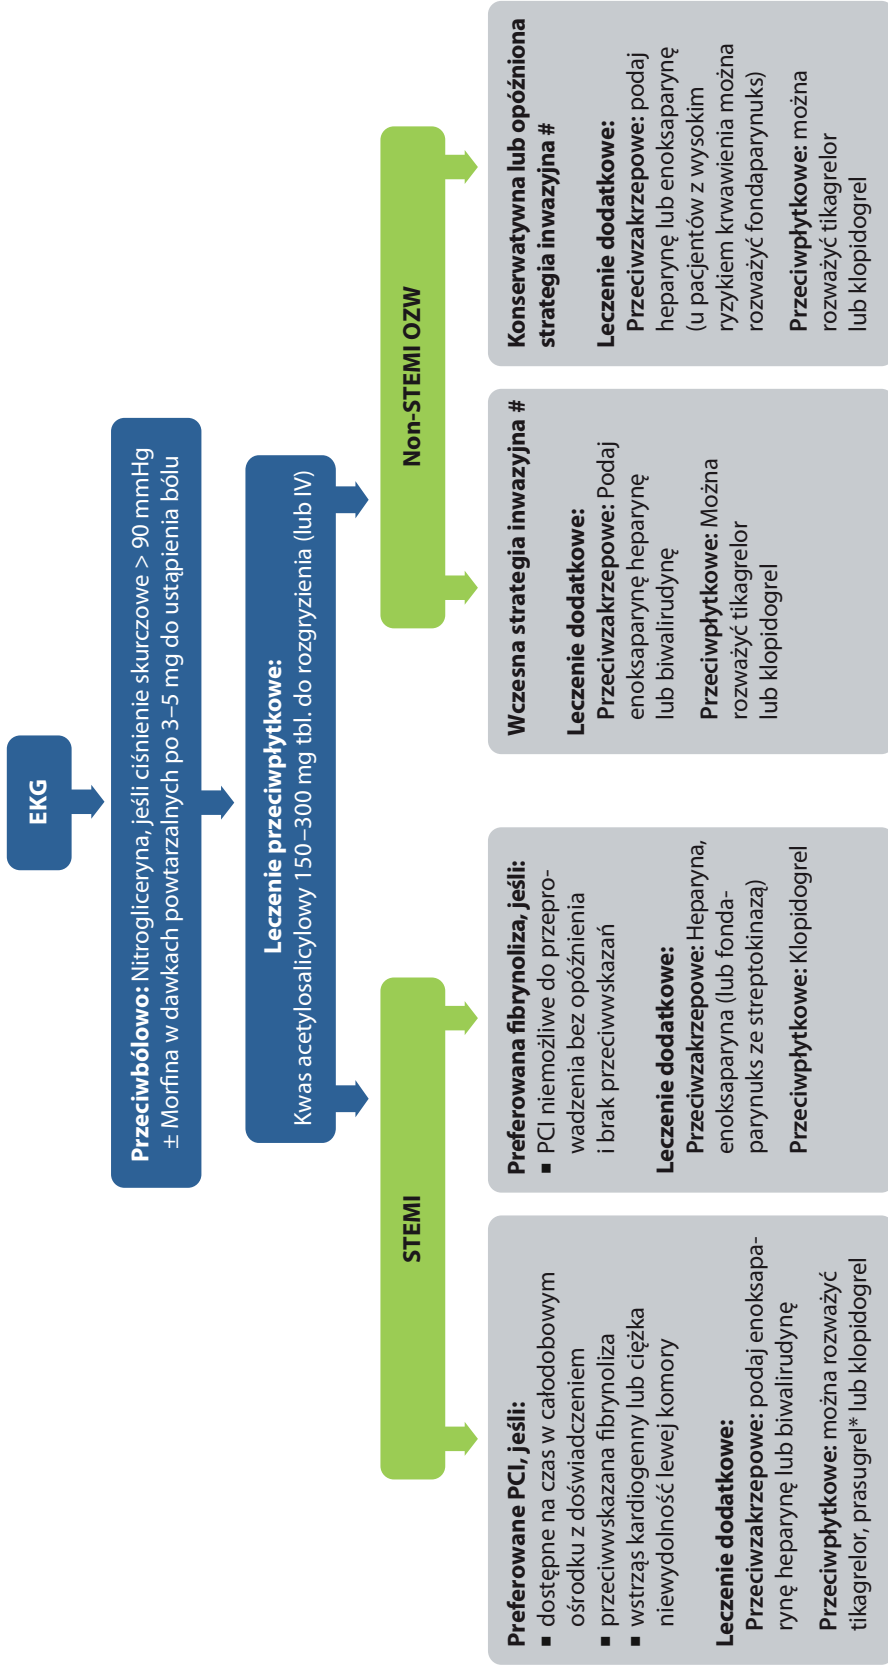 EKG
Przeciwbólowo: Nitrogliceryna, jeśli ciśnienie skurczowe > 90 mmHg
± Morfina w dawkach powtarzalnych po 3–5 mg do ustąpienia bólu
Leczenie przeciwpłytkowe:
Kwas acetylosalicylowy 150–300 mg tbl. do rozgryzienia (lub IV)
STEMI
Non-STEMI OZW
Preferowane PCI, jeśli:
▪ dostępne na czas w całodobowym
ośrodku z doświadczeniem
▪ przeciwwskazana fibrynoliza
▪ wstrząs kardiogenny lub ciężka
niewydolność lewej komory
Leczenie dodatkowe:
Przeciwzakrzepowe: podaj enoksapa-
rynę heparynę lub biwalirudynę
Przeciwpłytkowe: można rozważyć
tikagrelor, prasugrel* lub klopidogrel
Preferowana fibrynoliza, jeśli:
▪ PCI niemożliwe do przepro-
wadzenia bez opóźnienia
i brak przeciwwskazań
Leczenie dodatkowe:
Przeciwzakrzepowe: Heparyna,
enoksaparyna (lub fonda-
parynuks ze streptokinazą)
Przeciwpłytkowe: Klopidogrel
Wczesna strategia inwazyjna #
Leczenie dodatkowe:
Przeciwzakrzepowe: Podaj
enoksaparynę heparynę
lub biwalirudynę
Przeciwpłytkowe: Można
rozważyć tikagrelor
lub klopidogrel
Konserwatywna lub opóźniona
strategia inwazyjna #
Leczenie dodatkowe:
Przeciwzakrzepowe: podaj
heparynę lub enoksaparynę
(u pacjentów z wysokim
ryzykiem krwawienia można
rozważyć fondaparynuks)
Przeciwpłytkowe: można
rozważyć tikagrelor
lub klopidogrel